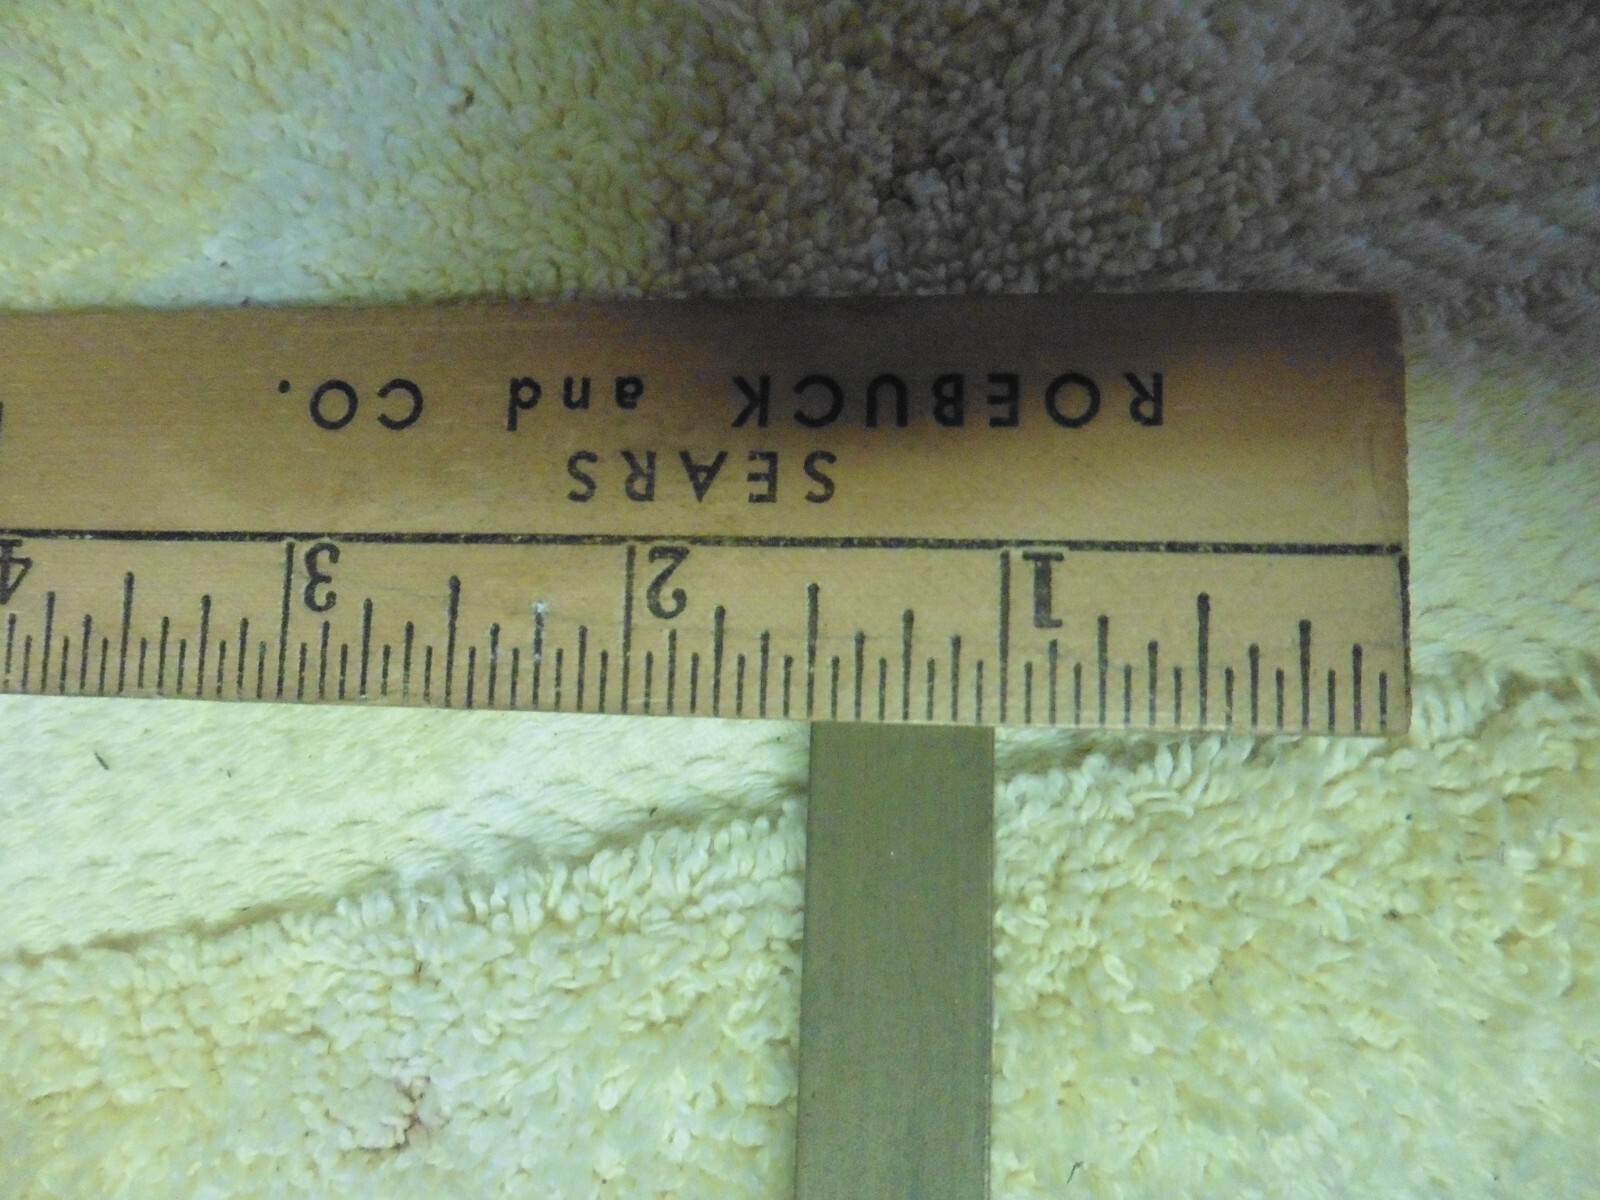 1 2 3 4
SEARS
ROEBUCK and CO.